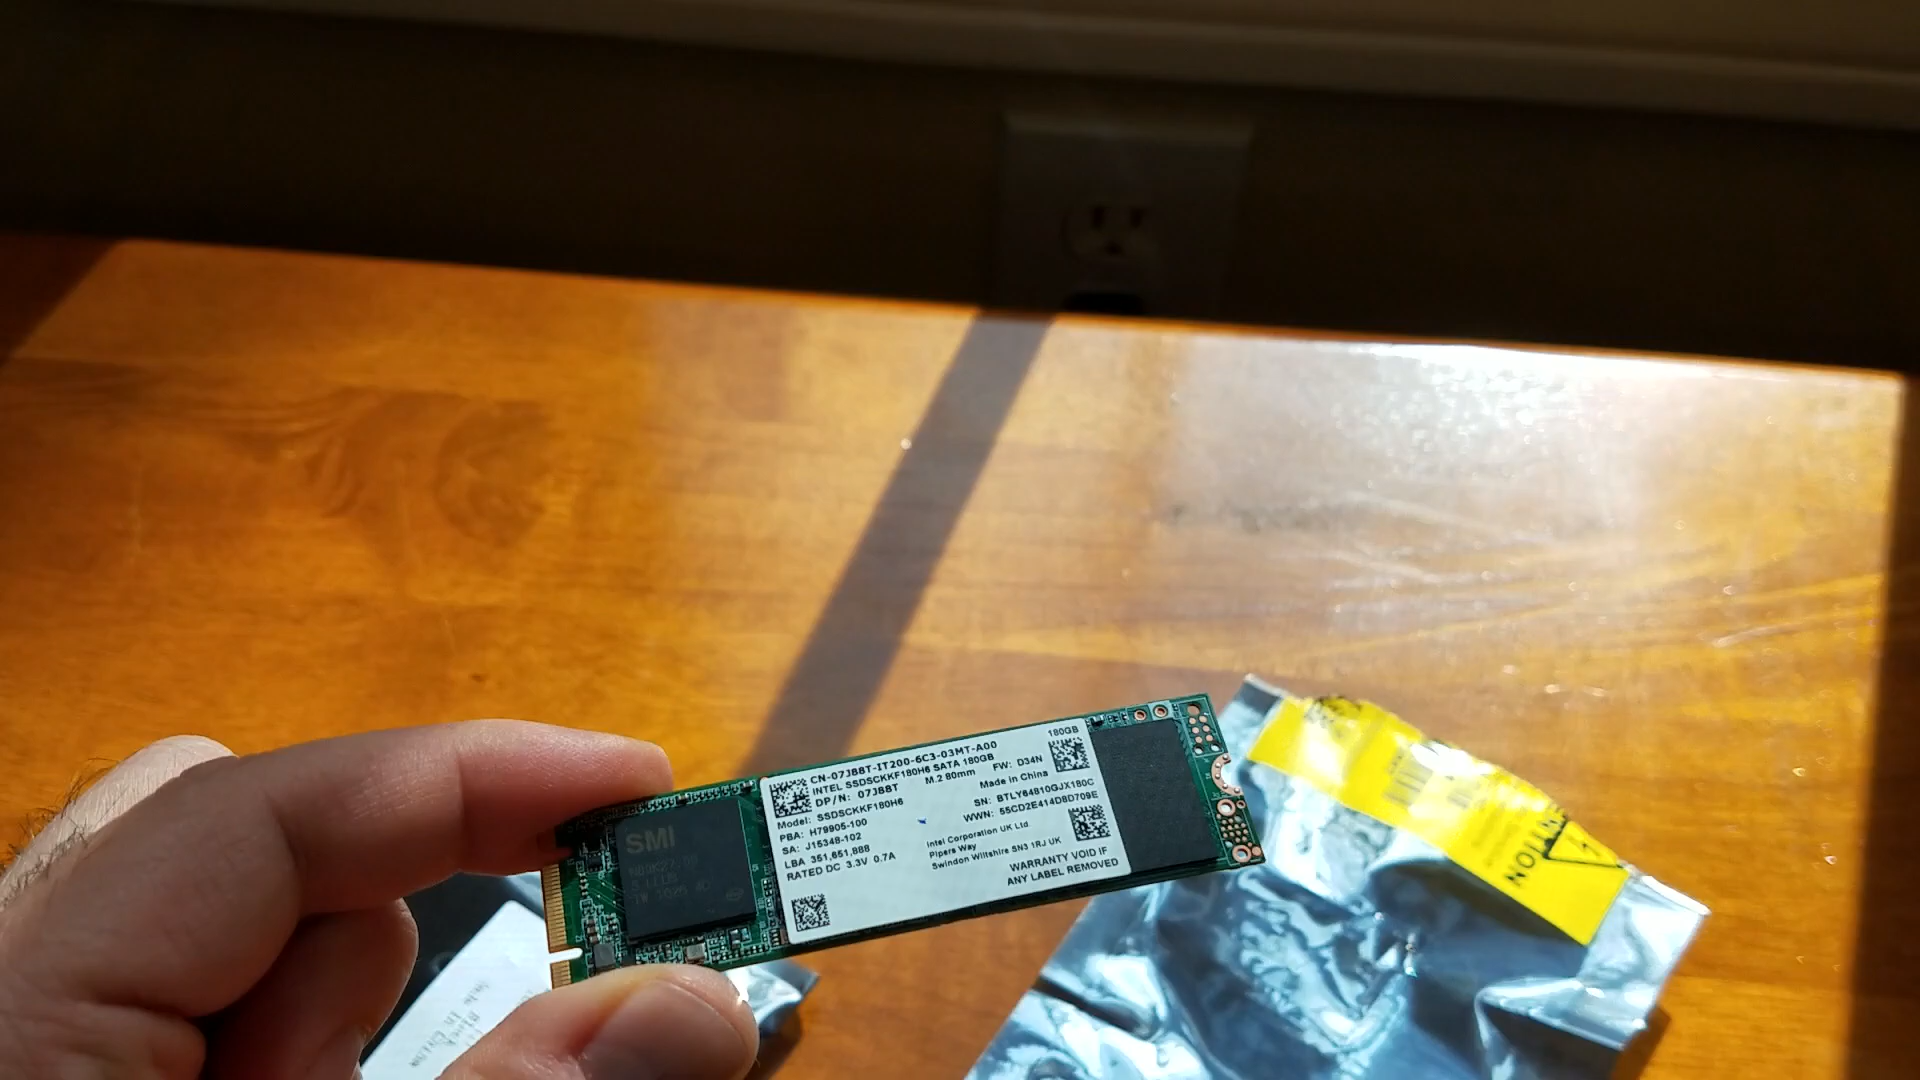 SMI
CN-07J88T-IT200-6C3-03MT-A00
INTEL SSDSCKKF180H6 SATA 180GB
DP/N: 07J88T
M.2 80mm
FW: D34N
180GB
Made in China
Model: SSDSCKKF180H6
PBA: H79905-100
SA: J15348-102
LBA 351,651,888
RATED DC 3.3V 0.7A
SN: BTLY64810GJX180C
WWN: 55CD2E414D8D709E
Intel Corporation UK Ltd.
Pipers Way
Swindon Wiltshire SN3 1RJ UK
WARRANTY VOID IF
ANY LABEL REMOVED